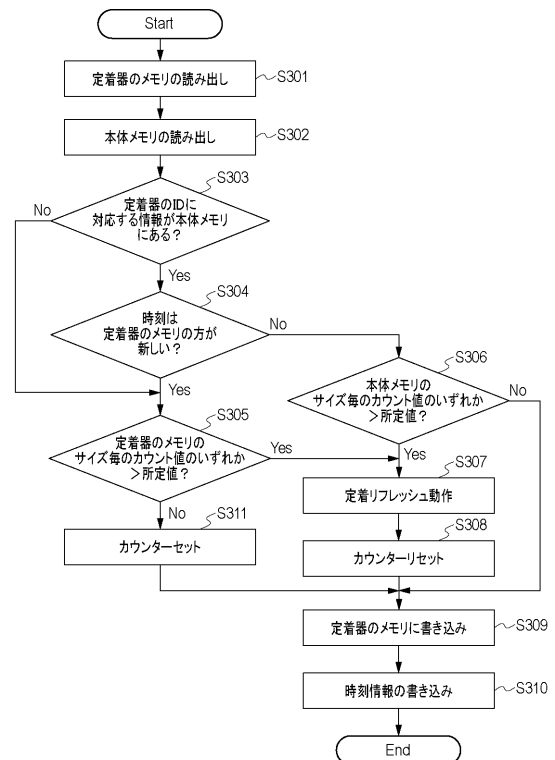 Start
定着器のメモリの読み出し
S301
本体メモリの読み出し
S302
S303
定着器のIDに
対応する情報が本体メモリ
にある？
No
Yes
S304
時刻は
定着器のメモリの方が
新しい？
No
Yes
S306
本体メモリの
サイズ毎のカウント値のいずれか
＞所定値？
No
Yes
S305
定着器のメモリの
サイズ毎のカウント値のいずれか
＞所定値？
Yes
No
S307
定着リフレッシュ動作
S311
カウンターセット
S308
カウンターリセット
定着器のメモリに書き込み
S309
時刻情報の書き込み
S310
End